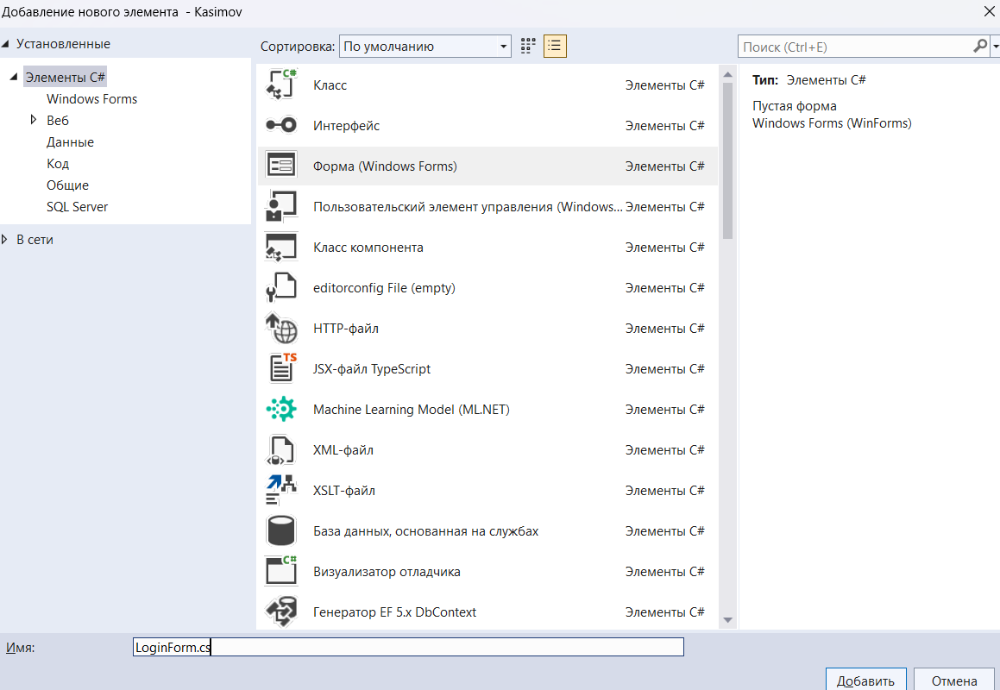 Добавление нового элемента - Kasimov
Установленные
Элементы C#
Windows Forms
Веб
Данные
Код
Общие
SQL Server
В сети
Сортировка: По умолчанию
Класс Элементы C#
Интерфейс Элементы C#
Форма (Windows Forms) Элементы C#
Пользовательский элемент управления (Windows... Элементы C#
Класс компонента Элементы C#
editorconfig File (empty) Элементы C#
HTTP-файл Элементы C#
TS
JSX-файл TypeScript Элементы C#
Machine Learning Model (ML.NET) Элементы C#
XML-файл Элементы C#
XSLT-файл Элементы C#
База данных, основанная на службах Элементы C#
C#
Визуализатор отладчика Элементы C#
Генератор EF 5.x DbContext Элементы C#
Поиск (Ctrl+E)
Тип: Элементы C#
Пустая форма
Windows Forms (WinForms)
Имя: LoginForm.cs
Добавить Отмена